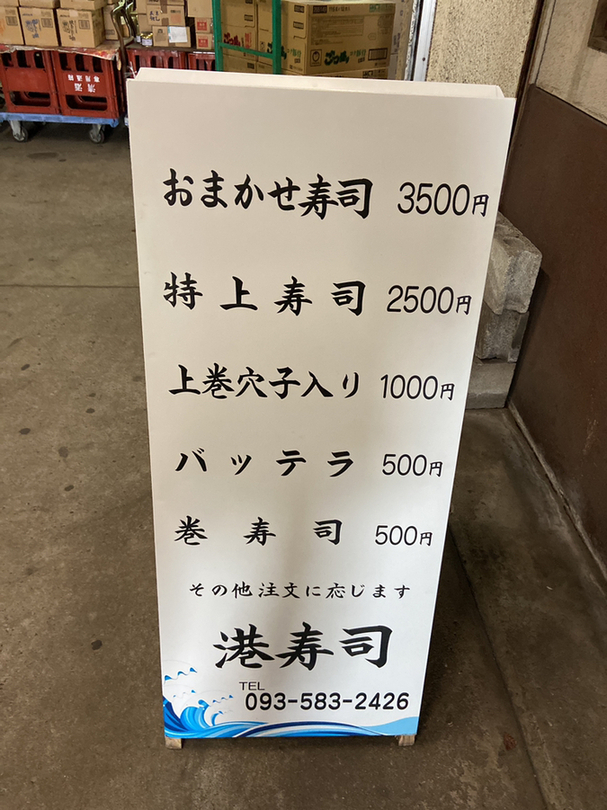 おまかせ寿司 3500円
特上寿司 2500円
上巻穴子入り 1000円
バッテラ 500円
巻寿司 500円
その他注文に応じます
港寿司
TEL
093-583-2426